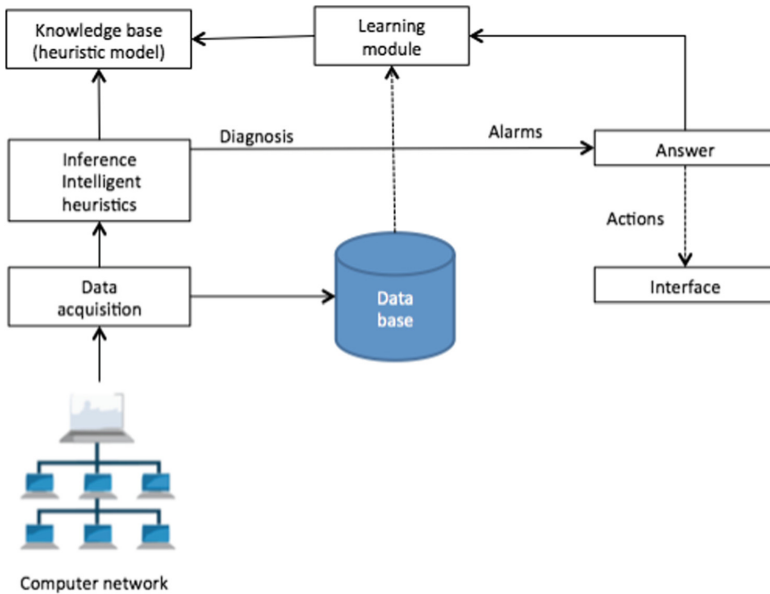 Knowledge base
(heuristic model)
Learning
module
Diagnosis
Alarms
Inference
Intelligent
heuristics
Answer
Actions
Data
acquisition
Data
base
Interface
Computer network